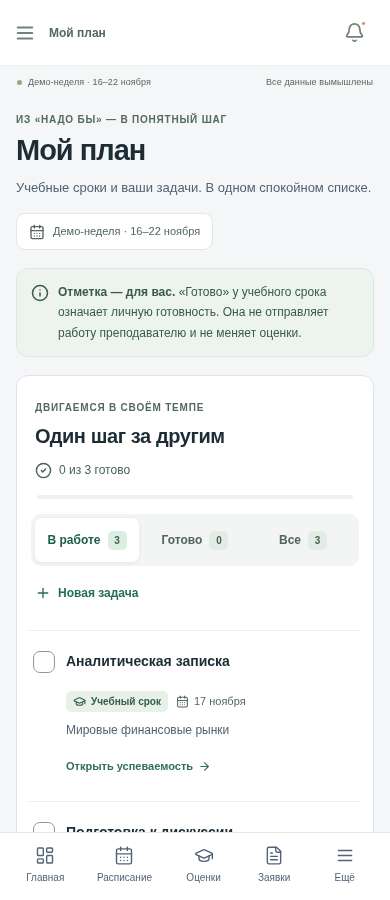 Мой план
Демо-неделя · 16–22 ноября
Все данные вымышлены
ИЗ «НАДО БЫ» — В ПОНЯТНЫЙ ШАГ
Мой план
Учебные сроки и ваши задачи. В одном спокойном списке.
Демо-неделя · 16–22 ноября
Отметка — для вас. «Готово» у учебного срока
означает личную готовность. Она не отправляет
работу преподавателю и не меняет оценки.
ДВИГАЕМСЯ В СВОЁМ ТЕМПЕ
Один шаг за другим
0 из 3 готово
В работе 3 Готово 0 Все 3
Новая задача
Аналитическая записка
Учебный срок 17 ноября
Мировые финансовые рынки
Открыть успеваемость
Подготовка к дискуссии
Главная Расписание Оценки Заявки Ещё